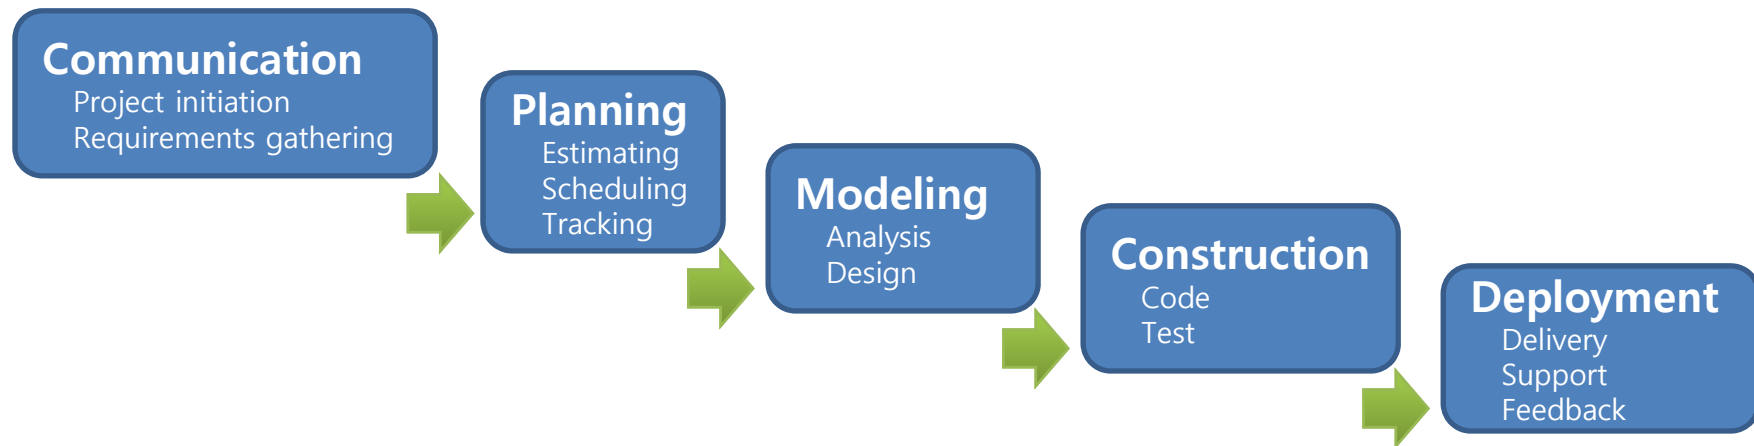 Communication
Project initiation
Requirements gathering
Planning
Estimating
Scheduling
Tracking
Modeling
Analysis
Design
Construction
Code
Test
Deployment
Delivery
Support
Feedback